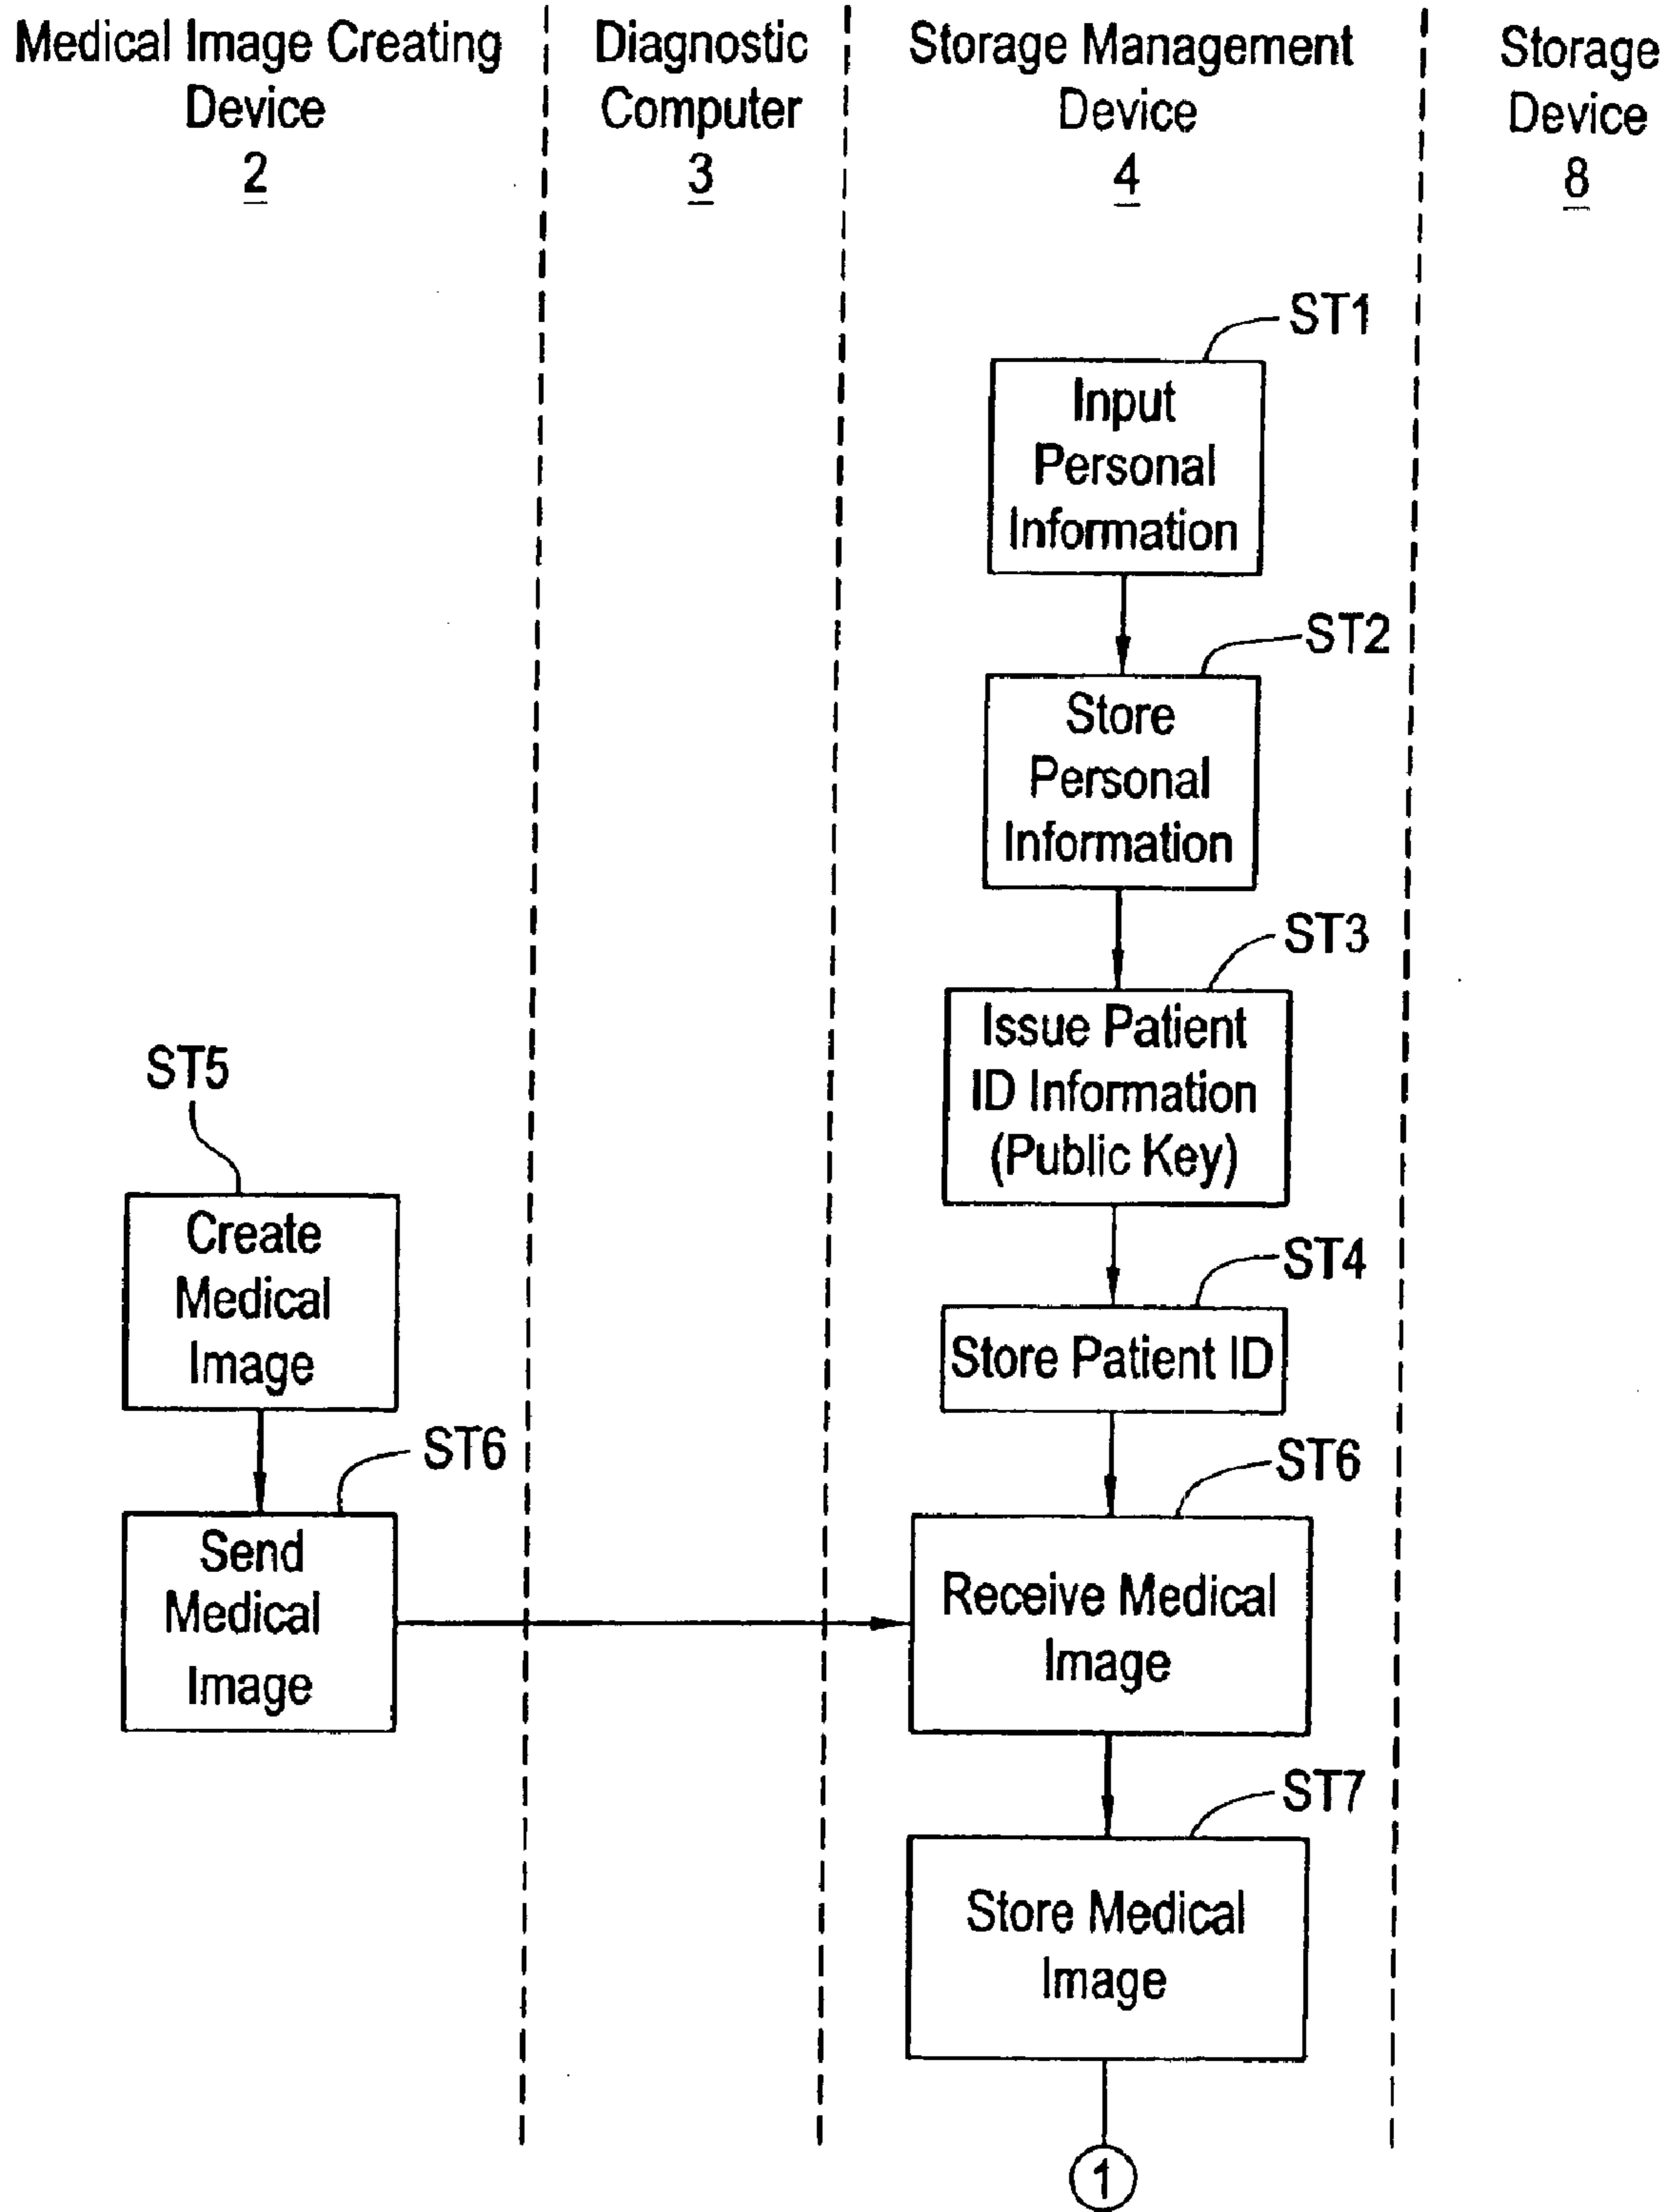 Medical Image Creating
Device
2
Diagnostic
Computer
3
Storage Management
Device
4
Storage
Device
8
ST1
Input
Personal
Information
ST2
Store
Personal
Information
ST3
Issue Patient
ID Information
(Public Key)
ST4
Store Patient ID
ST5
Create
Medical
Image
ST6
Send
Medical
Image
ST6
Receive Medical
Image
ST7
Store Medical
Image
1